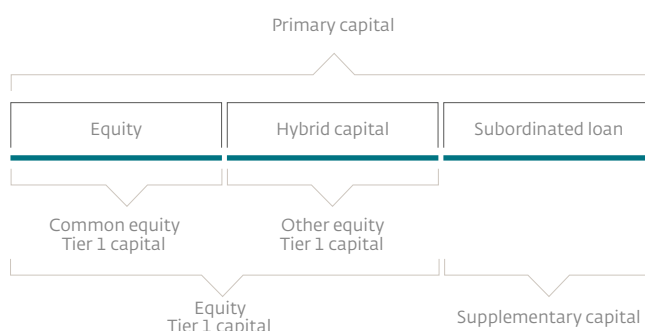 Primary capital
Equity
Hybrid capital
Subordinated loan
Common equity
Tier 1 capital
Other equity
Tier 1 capital
Equity
Tier 1 capital
Supplementary capital